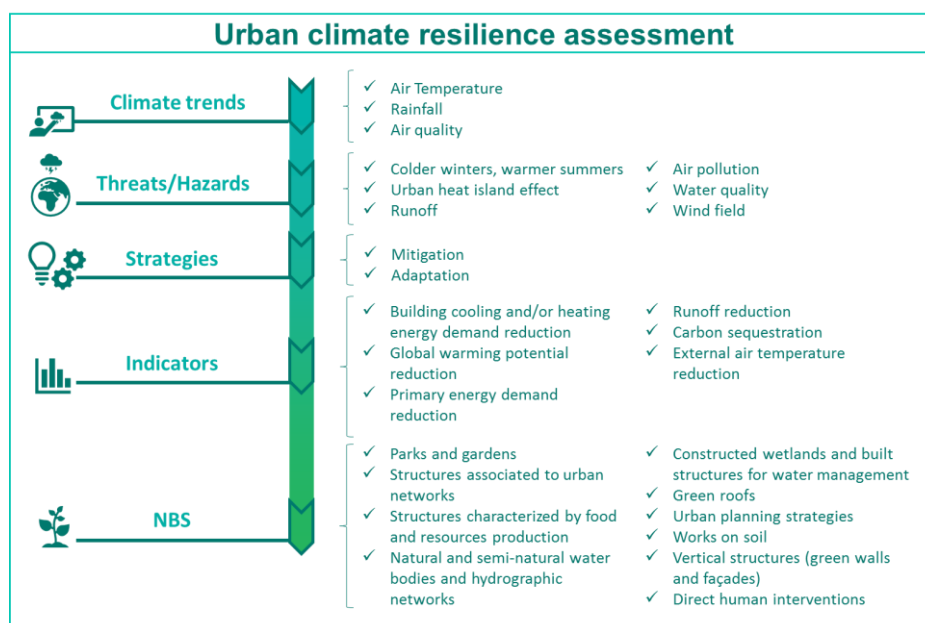 Urban climate resilience assessment
Climate trends
✓ Air Temperature
✓ Rainfall
✓ Air quality
Threats/Hazards
✓ Colder winters, warmer summers
✓ Urban heat island effect
✓ Runoff
✓ Air pollution
✓ Water quality
✓ Wind field
Strategies
✓ Mitigation
✓ Adaptation
Indicators
✓ Building cooling and/or heating
energy demand reduction
✓ Global warming potential
reduction
✓ Primary energy demand
reduction
✓ Runoff reduction
✓ Carbon sequestration
✓ External air temperature
reduction
NBS
✓ Parks and gardens
✓ Structures associated to urban
networks
✓ Structures characterized by food
and resources production
✓ Natural and semi-natural water
bodies and hydrographic
networks
✓ Constructed wetlands and built
structures for water management
✓ Green roofs
✓ Urban planning strategies
✓ Works on soil
✓ Vertical structures (green walls
and façades)
✓ Direct human interventions